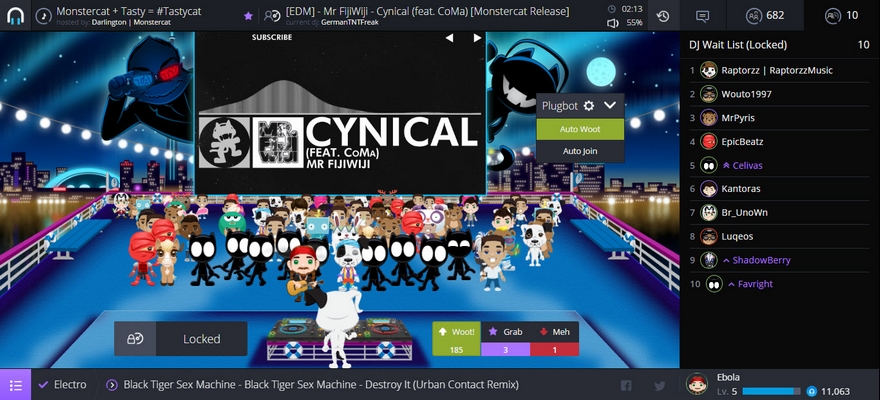 Monstercat + Tasty = #Tastycat
hosted by: Darlington | Monstercat
[EDM] - Mr FijiWiji - Cynical (feat. CoMa) [Monstercat Release]
current dj: GermanTNTFreak
02:13
55%
682
10
SUBSCRIBE
CYNICAL
(FEAT. CoMA)
MR FIJIWIJI
MR
FIJI
WIJI
Plugbot
Auto Woot
Auto Join
DJ Wait List (Locked) 10
1 Raptorzz | RaptorzzMusic
2 Wouto1997
3 MrPyris
4 EpicBeatz
5 Celivas
6 Kantoras
7 Br_UnoWn
8 Luqeos
9 ShadowBerry
10 Favright
Locked
Woot! Grab Meh
185 3 1
Electro
Black Tiger Sex Machine - Black Tiger Sex Machine - Destroy It (Urban Contact Remix)
Ebola
Lv. 5 11,063